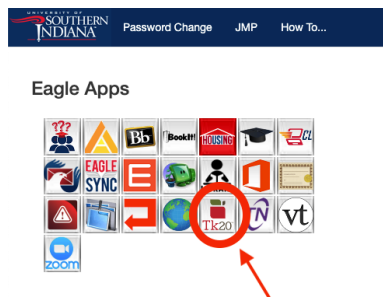 UNIVERSITY OF
SOUTHERN
INDIANA
Password Change JMP How To...
Eagle Apps
???
Bb
BookIt!
HOUSING
CL
EAGLE
SYNC
Tk20
N
vt
zoom